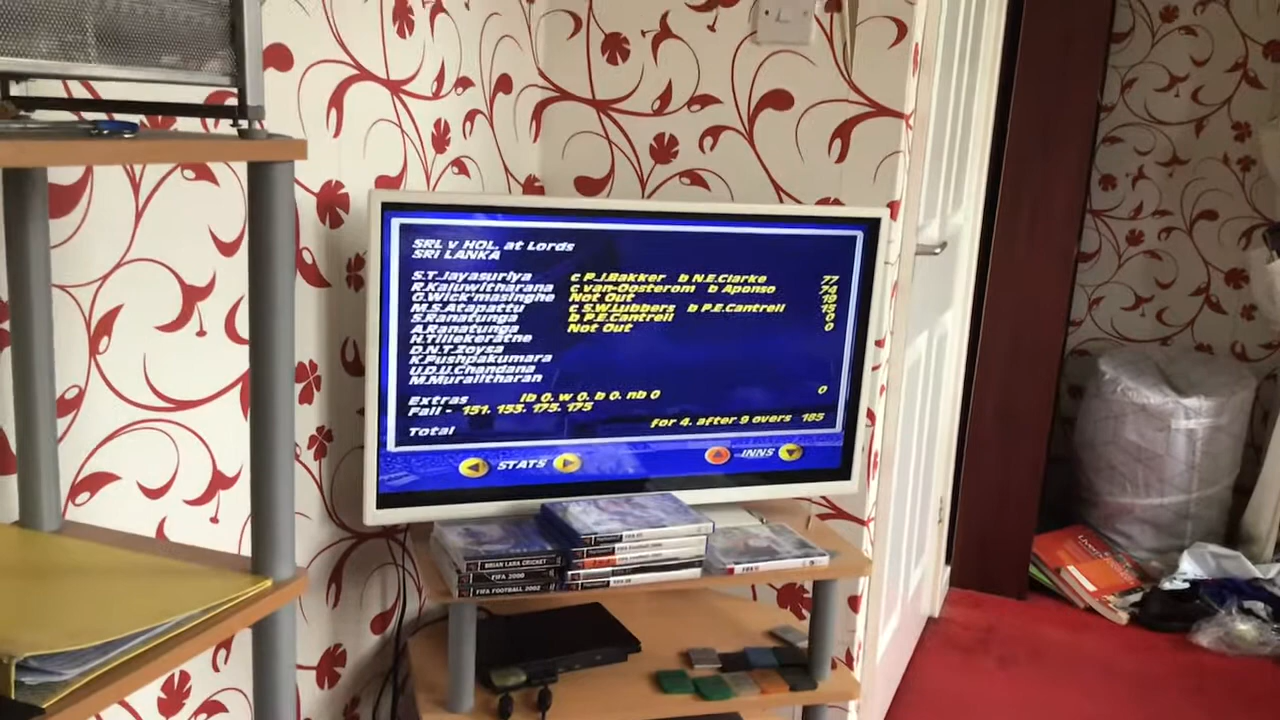 SRL v HOL. at Lords
SRI LANKA
S.T.Jayasuriya c P.J.Bakker b N.E.Clarke 77
R.Kaluwitharana c van-Oosterom b Aponso 74
G.Wick'masinghe Not Out 19
M.S.Atapattu c S.W.Lubbers b P.E.Cantrell 15
S.Ranatunga b P.E.Cantrell 0
A.Ranatunga Not Out 0
H.Tillekeratne
D.N.T.Zoysa
K.Pushpakumara
U.D.U.Chandana
M.Muralitharan
Extras lb 0. w 0. b 0. nb 0 0
Fall - 151. 153. 175. 175
Total for 4. after 9 overs 185
STATS INNS
BRIAN LARA CRICKET
FIFA 2000
FIFA FOOTBALL 2002